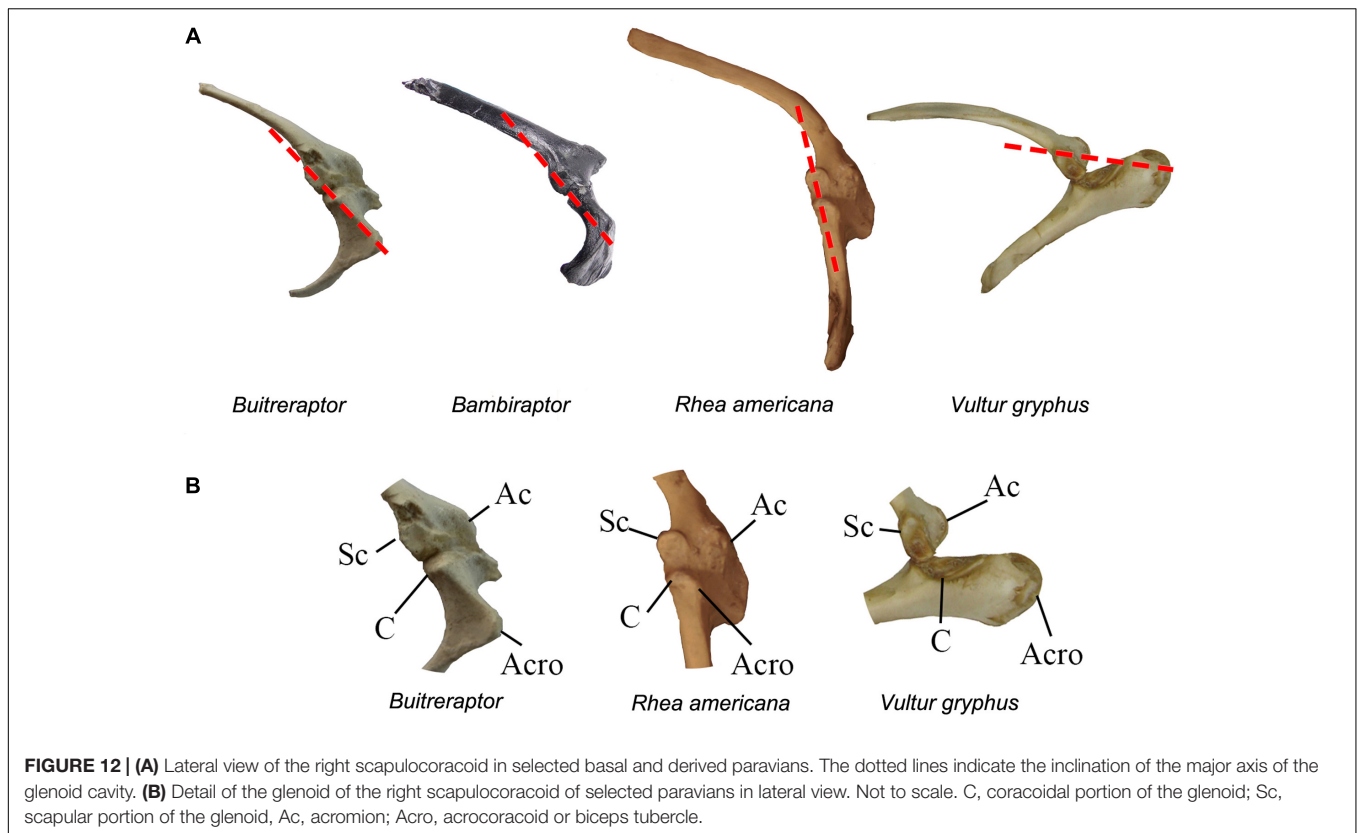 A
Buitreraptor
Bambiraptor
Rhea americana
Vultur gryphus
B
Ac
Sc
C
Acro
Buitreraptor
Sc
Ac
C
Acro
Rhea americana
Ac
Sc
C
Acro
Vultur gryphus
FIGURE 12 | (A) Lateral view of the right scapulocoracoid in selected basal and derived paravians. The dotted lines indicate the inclination of the major axis of the
glenoid cavity. (B) Detail of the glenoid of the right scapulocoracoid of selected paravians in lateral view. Not to scale. C, coracoidal portion of the glenoid; Sc,
scapular portion of the glenoid, Ac, acromion; Acro, acrocoracoid or biceps tubercle.